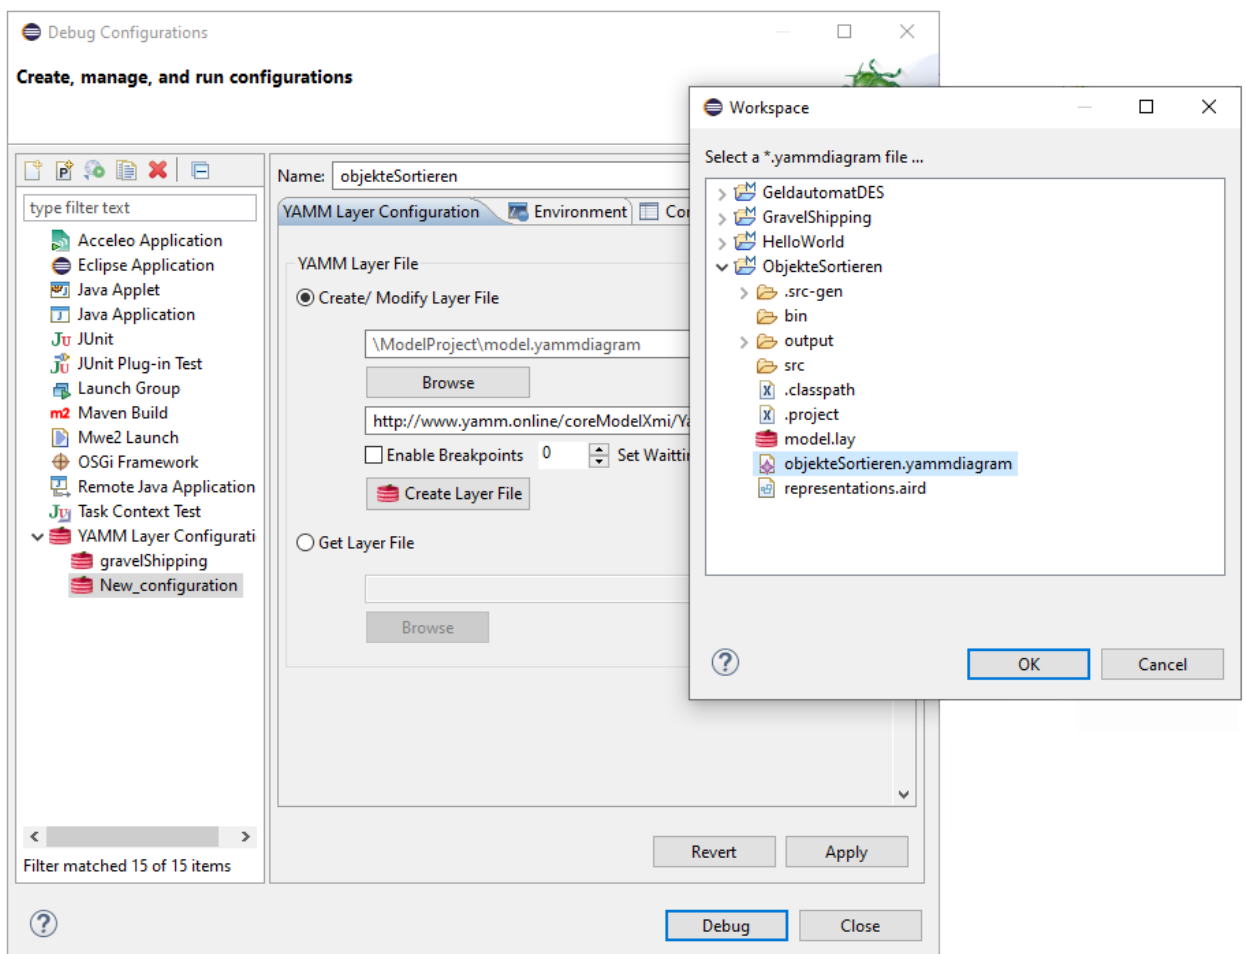 Debug Configurations
Create, manage, and run configurations
type filter text
Acceleo Application
Eclipse Application
Java Applet
Java Application
JUnit
JUnit Plug-in Test
Launch Group
m2 Maven Build
Mwe2 Launch
OSGi Framework
Remote Java Application
Task Context Test
YAMM Layer Configurati
gravelShipping
New_configuration
Filter matched 15 of 15 items
Name: objekteSortieren
YAMM Layer Configuration Environment Co
YAMM Layer File
Create/ Modify Layer File
\ModelProject\model.yammdiagram
Browse
http://www.yamm.online/coreModelXmi/Ya
Enable Breakpoints 0 Set Waittin
Create Layer File
Get Layer File
Browse
Revert Apply
Debug Close
Workspace
Select a *.yammdiagram file ...
GeldautomatDES
GravelShipping
HelloWorld
ObjekteSortieren
.src-gen
bin
output
src
.classpath
.project
model.lay
objekteSortieren.yammdiagram
representations.aird
OK Cancel